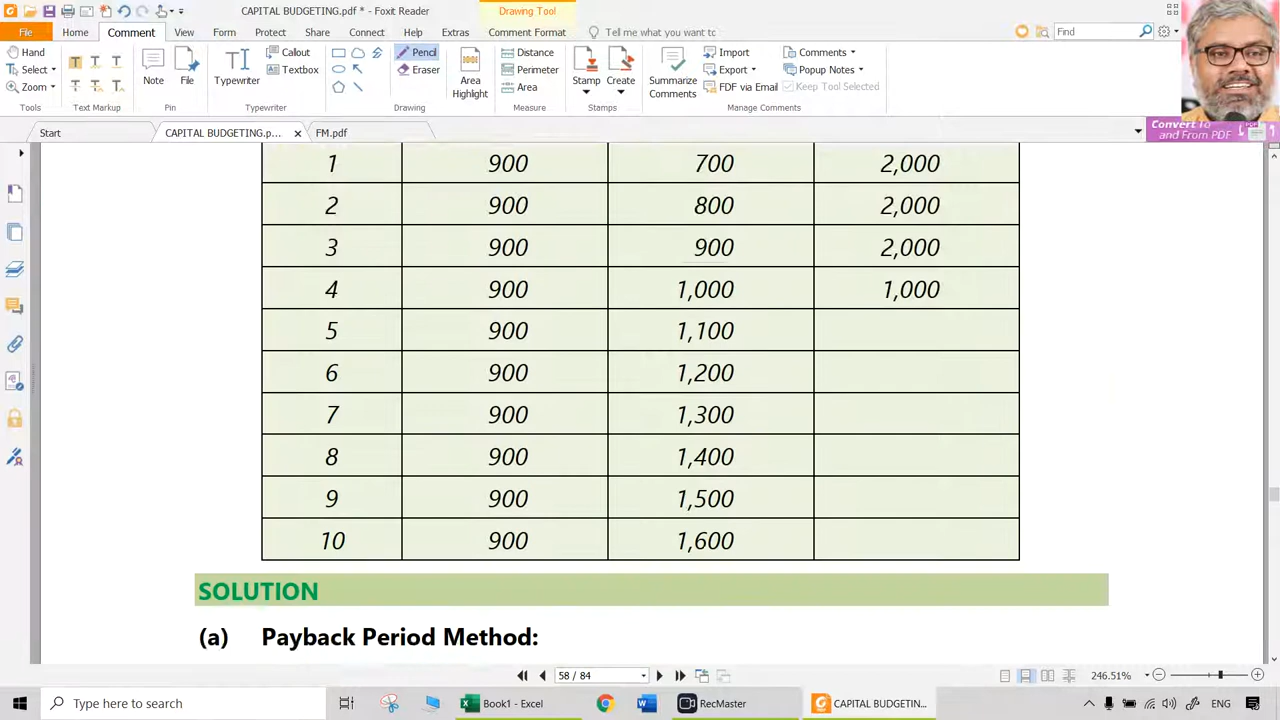 CAPITAL BUDGETING.pdf * - Foxit Reader
Drawing Tool
File Home Comment View Form Protect Share Connect Help Extras Comment Format Tell me what you want tc Find
Hand
Select
Zoom
Tools
Text Markup
Note
File
Pin
Typewriter
Callout
Textbox
Typewriter
Pencil
Eraser
Drawing
Area Highlight
Distance
Perimeter
Area
Measure
Stamp
Create
Stamps
Summarize Comments
Import
Export
FDF via Email
Comments
Popup Notes
Keep Tool Selected
Manage Comments
Start CAPITAL BUDGETING.p... × FM.pdf
Convert To
and From PDF
1 900 700 2,000
2 900 800 2,000
3 900 900 2,000
4 900 1,000 1,000
5 900 1,100
6 900 1,200
7 900 1,300
8 900 1,400
9 900 1,500
10 900 1,600
SOLUTION
(a) Payback Period Method:
58 / 84
246.51%
Type here to search
Book1 - Excel
RecMaster
CAPITAL BUDGETIN...
ENG